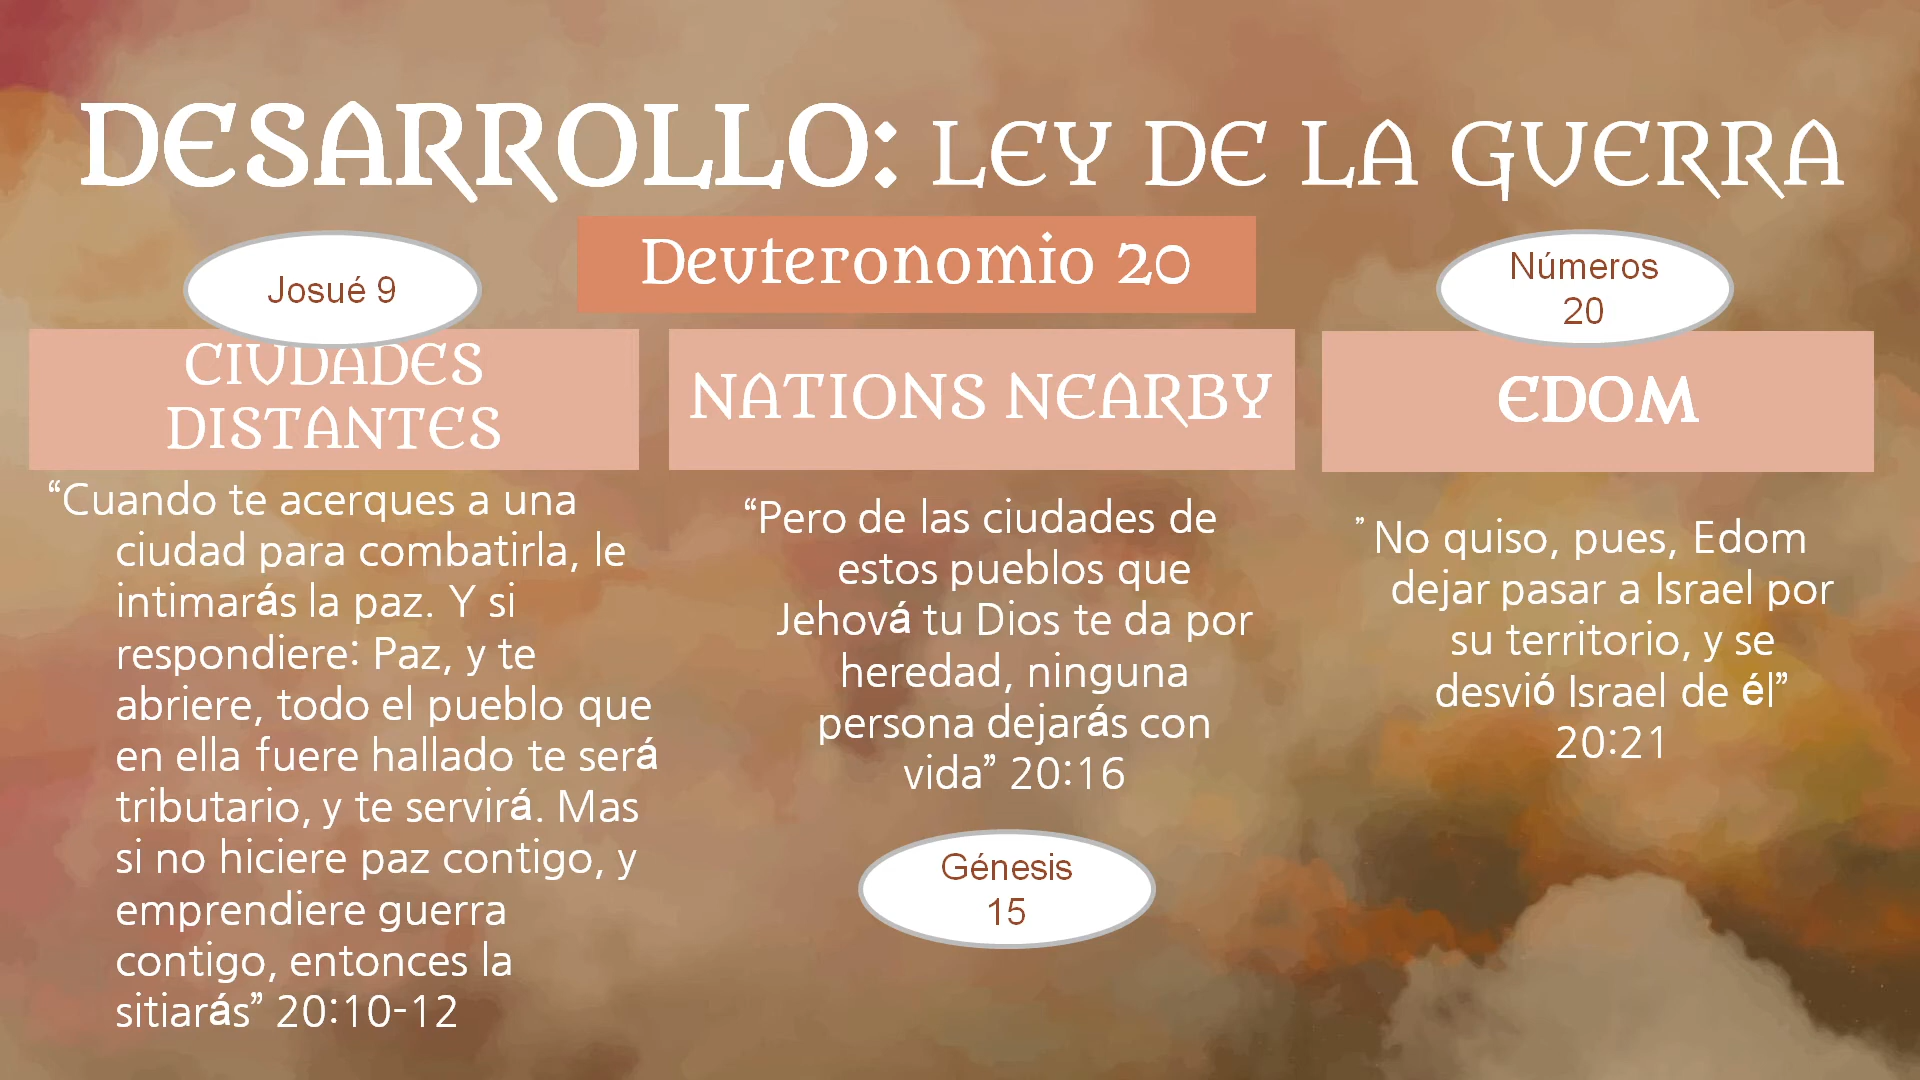 DESARROLLO: LEY DE LA GUERRA
Deuteronomio 20
Josué 9
CIUDADES
DISTANTES
“Cuando te acerques a una
ciudad para combatirla, le
intimarás la paz. Y si
respondiere: Paz, y te
abriere, todo el pueblo que
en ella fuere hallado te será
tributario, y te servirá. Mas
si no hiciere paz contigo, y
emprendiere guerra
contigo, entonces la
sitiarás” 20:10-12
NATIONS NEARBY
“Pero de las ciudades de
estos pueblos que
Jehová tu Dios te da por
heredad, ninguna
persona dejarás con
vida” 20:16
Génesis
15
Números
20
EDOM
” No quiso, pues, Edom
dejar pasar a Israel por
su territorio, y se
desvió Israel de él”
20:21